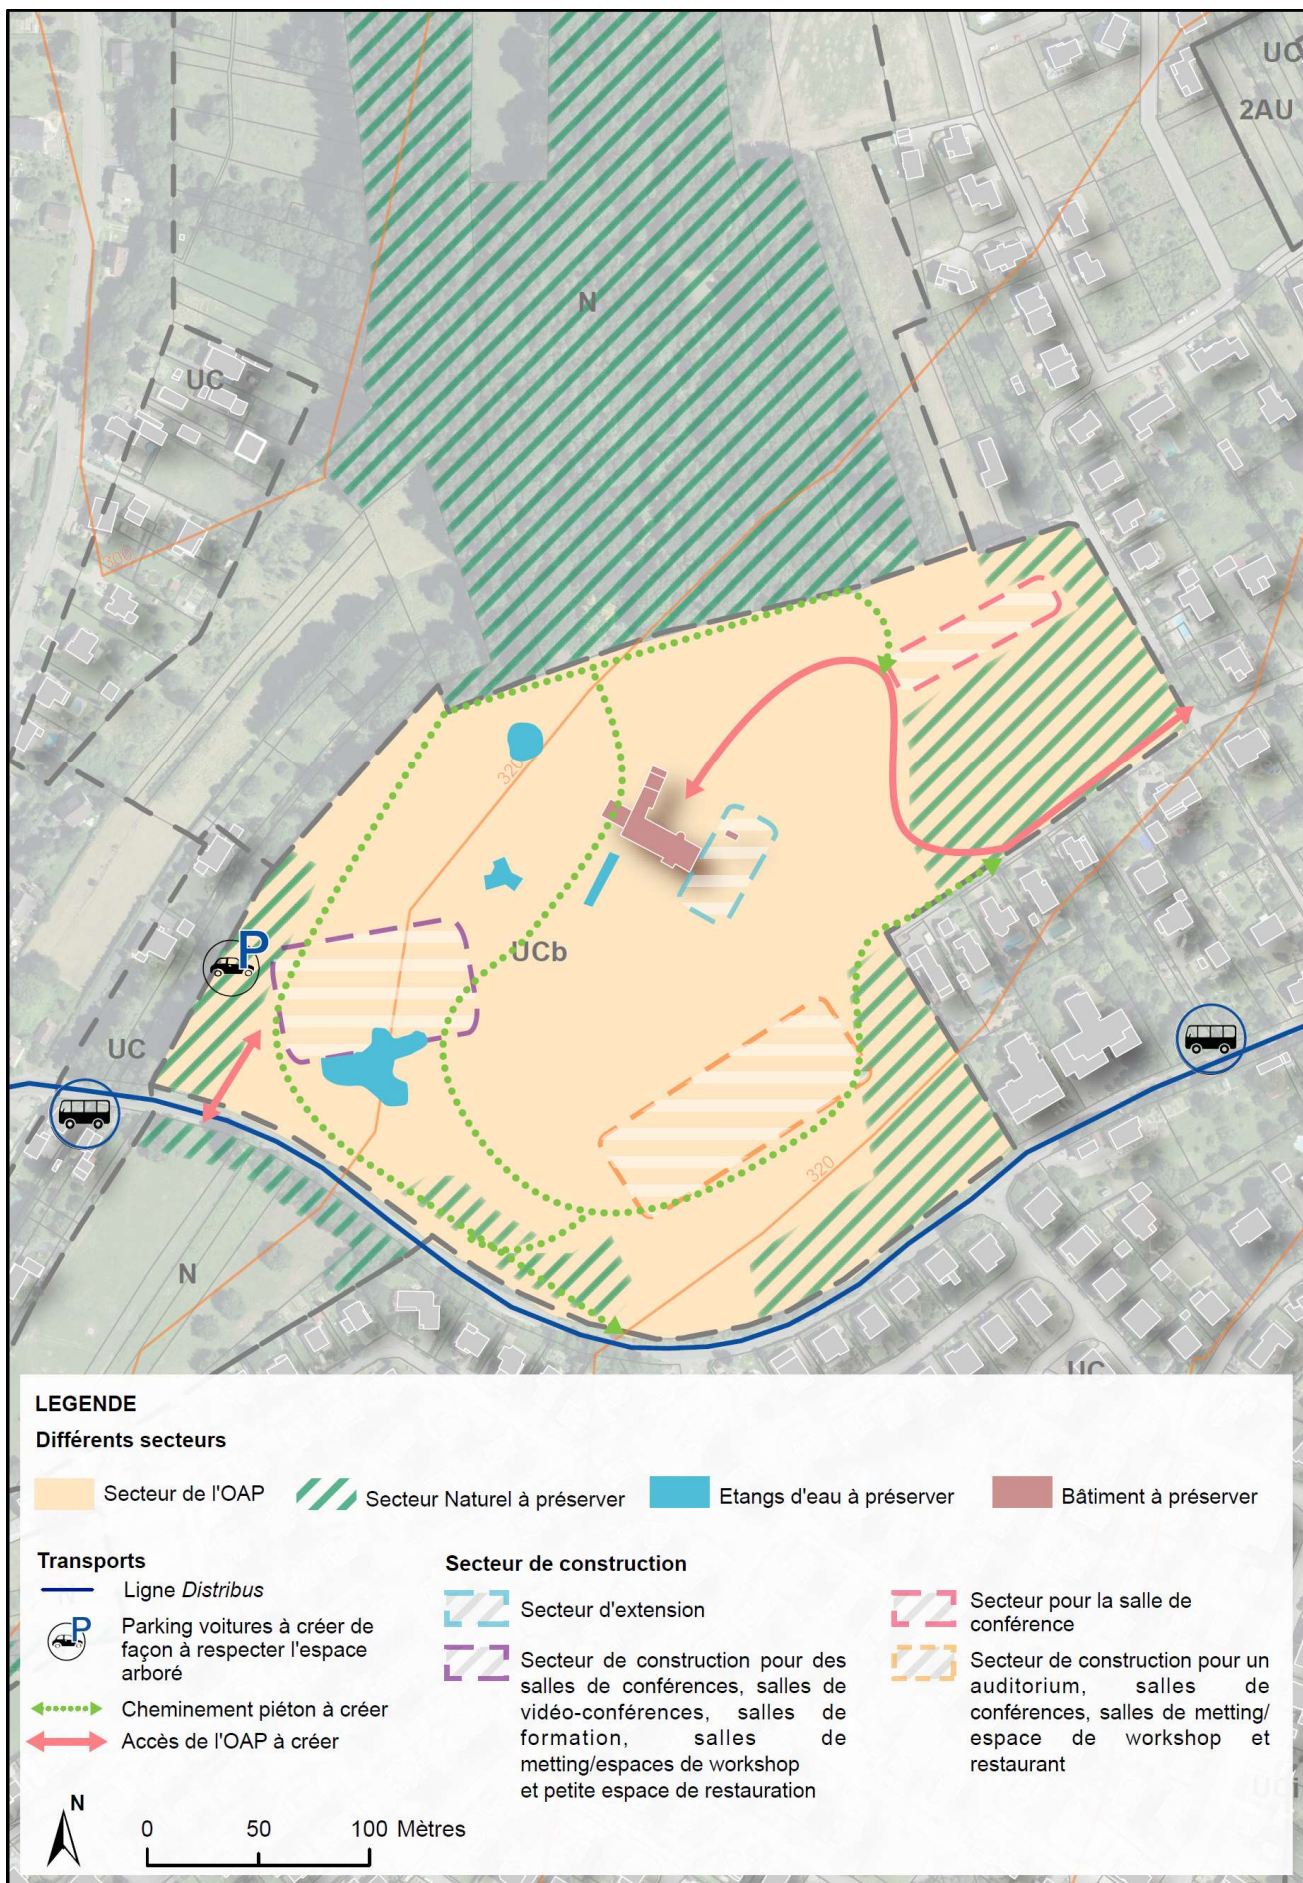 UC
2AU
N
UC
300
320
UCb
P
UC
320
N
UC
LEGENDE
Différents secteurs
Secteur de l'OAP
Secteur Naturel à préserver
Etangs d'eau à préserver
Bâtiment à préserver
Transports
Ligne Distribus
P
Parking voitures à créer de
façon à respecter l'espace
arboré
Cheminement piéton à créer
Accès de l'OAP à créer
Secteur de construction
Secteur d'extension
Secteur de construction pour des
salles de conférences, salles de
vidéo-conférences, salles de
formation, salles de
metting/espaces de workshop
et petite espace de restauration
Secteur pour la salle de
conférence
Secteur de construction pour un
auditorium, salles de
conférences, salles de metting/
espace de workshop et
restaurant
N
0 50 100 Mètres